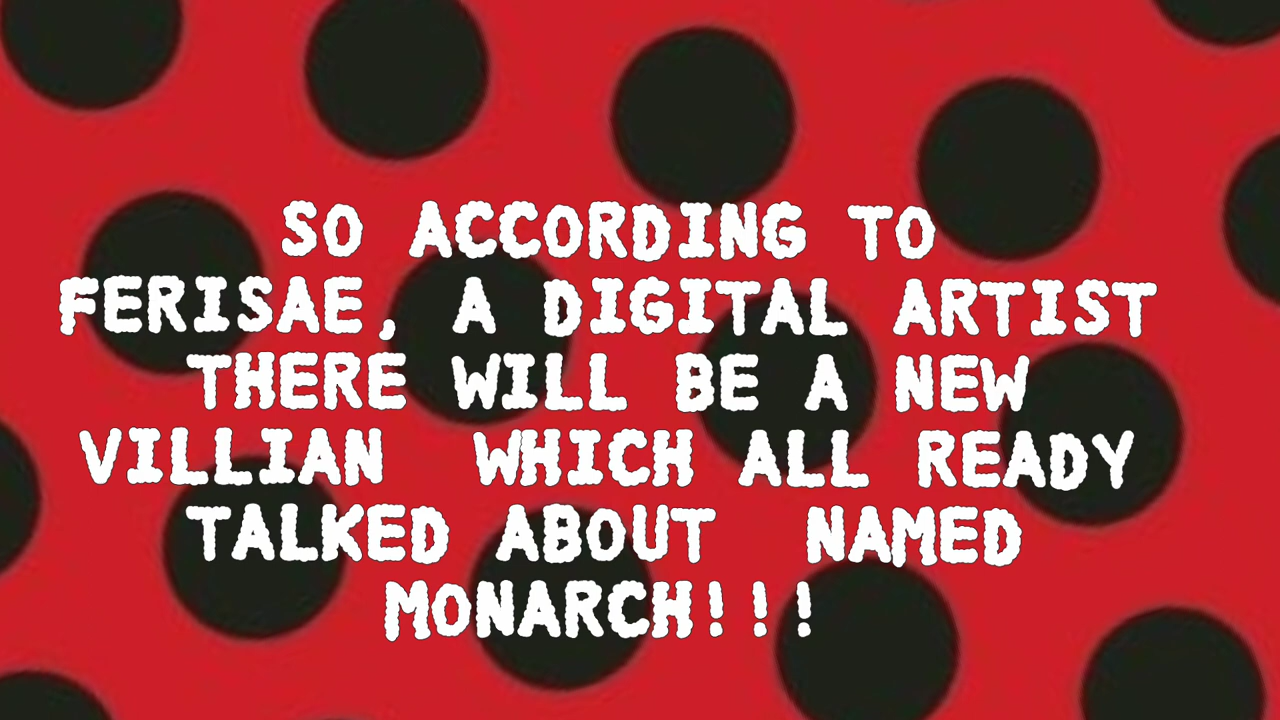 SO ACCORDING TO
FERISAE, A DIGITAL ARTIST
THERE WILL BE A NEW
VILLIAN WHICH ALL READY
TALKED ABOUT NAMED
MONARCH!!!